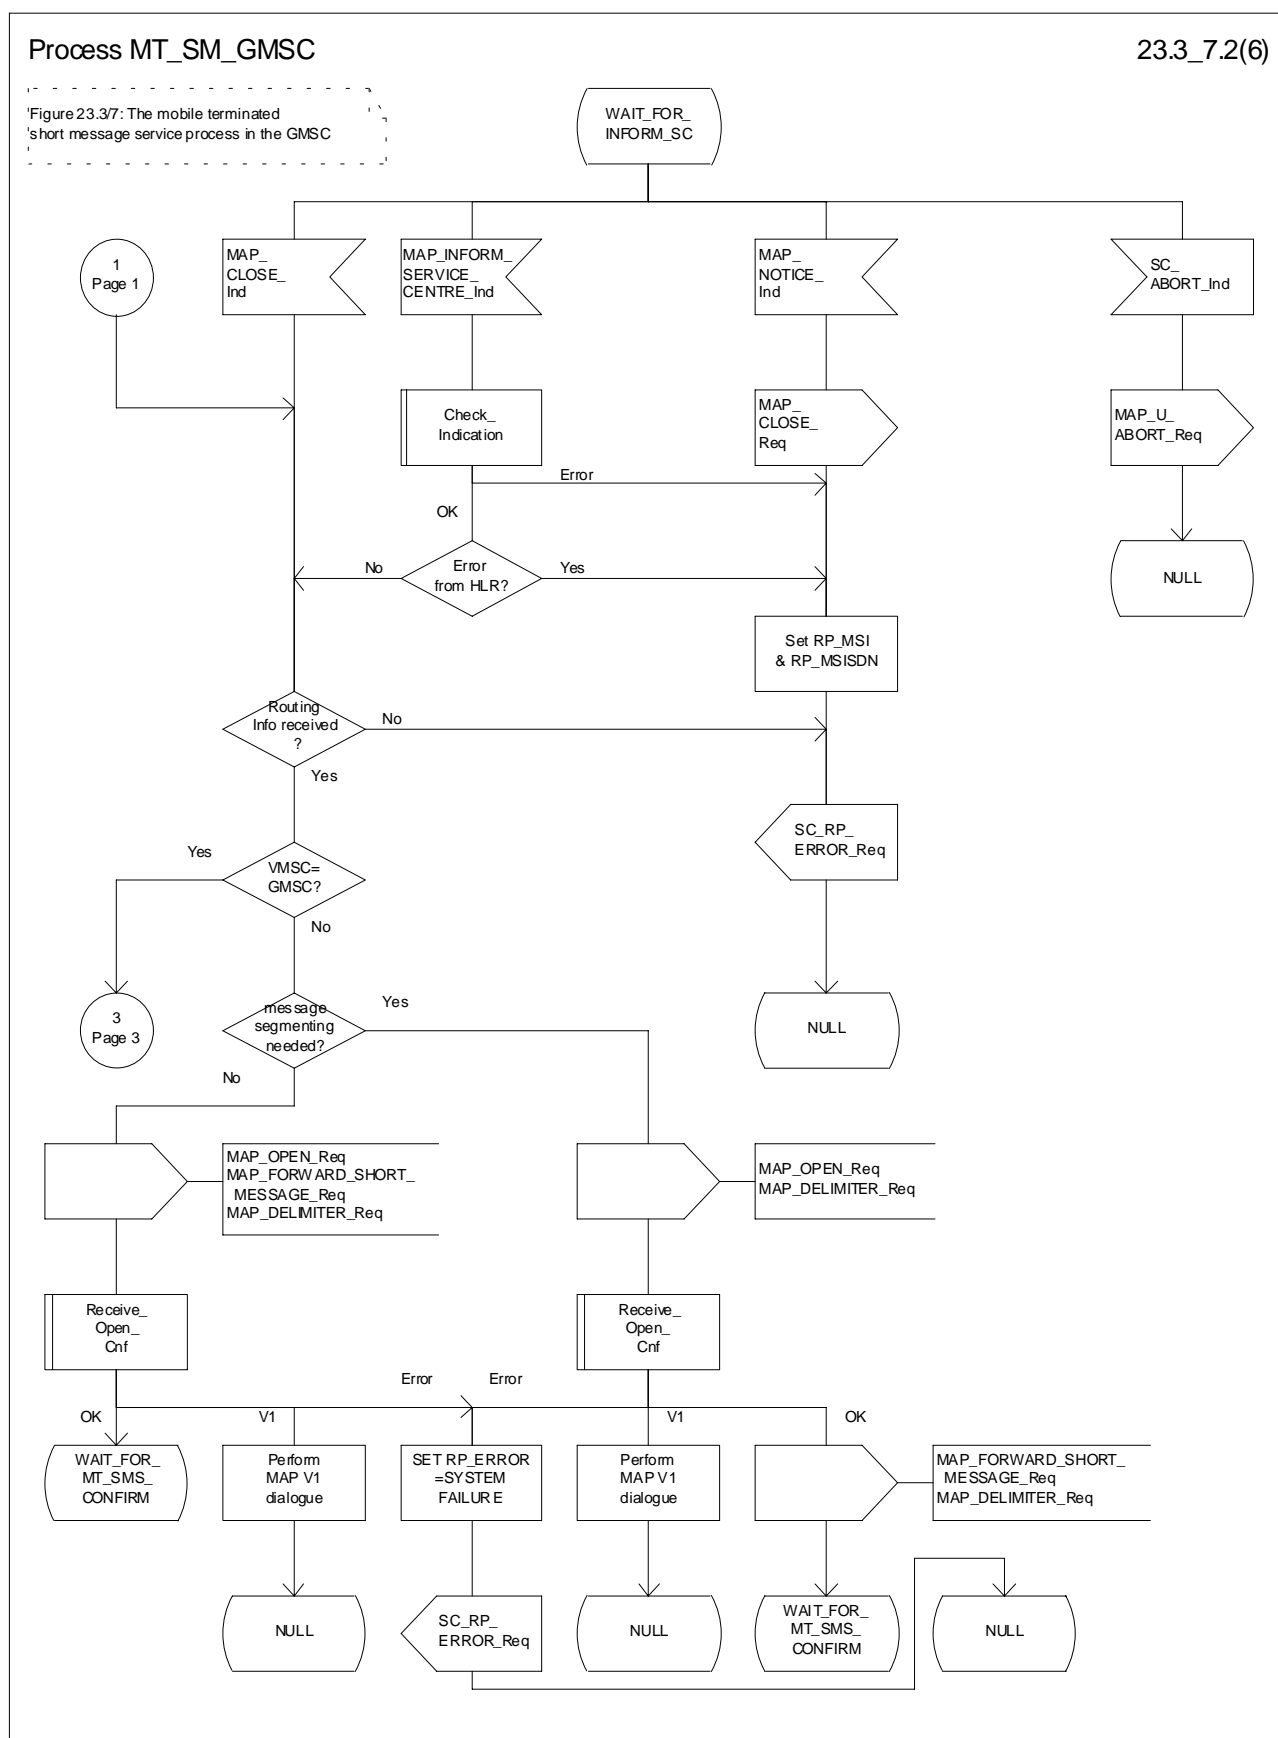 Process MT_SM_GMSC
23.3_7.2(6)
Figure 23.3/7: The mobile terminated
short message service process in the GMSC
WAIT_FOR_
INFORM_SC
1
Page 1
MAP_
CLOSE_
Ind
MAP_INFORM_
SERVICE_
CENTRE_Ind
MAP_
NOTICE_
Ind
SC_
ABORT_Ind
Check_
Indication
MAP_
CLOSE_
Req
MAP_U_
ABORT_Req
Error
OK
Error
from HLR?
No
Yes
NULL
Set RP_MSI
& RP_MSISDN
Routing
Info received
?
No
Yes
SC_RP_
ERROR_Req
Yes
VMSC=
GMSC?
No
3
Page 3
message
segmenting
needed?
Yes
NULL
No
MAP_OPEN_Req
MAP_FORWARD_SHORT_
MESSAGE_Req
MAP_DELIMITER_Req
MAP_OPEN_Req
MAP_DELIMITER_Req
Receive_
Open_
Cnf
Receive_
Open_
Cnf
Error
Error
OK
V1
V1
OK
WAIT_FOR_
MT_SMS_
CONFIRM
Perform
MAP V1
dialogue
SET RP_ERROR
=SYSTEM
FAILURE
Perform
MAP V1
dialogue
MAP_FORWARD_SHORT_
MESSAGE_Req
MAP_DELIMITER_Req
NULL
SC_RP_
ERROR_Req
NULL
WAIT_FOR_
MT_SMS_
CONFIRM
NULL